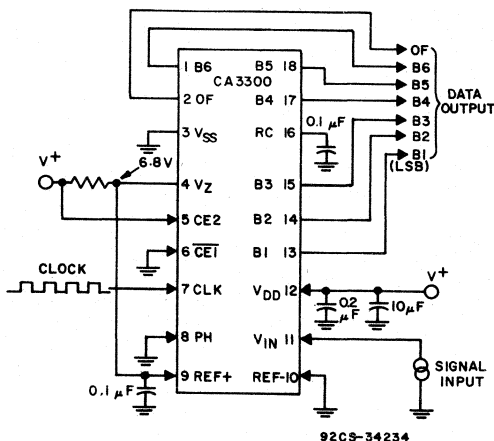 OF
B6
B5
B4
B3
B2
B1
(LSB)
DATA
OUTPUT
1 B6
B5 18
CA3300
2 OF
B4 17
0.1 μF
3 VSS
RC 16
V+
6.8V
4 VZ
B3 15
5 CE2
B2 14
6 CE1
B1 13
CLOCK
7 CLK
VDD 12
V+
0.2
μF
10μF
8 PH
VIN 11
SIGNAL
INPUT
0.1 μF
9 REF+
REF-10
92CS-34234